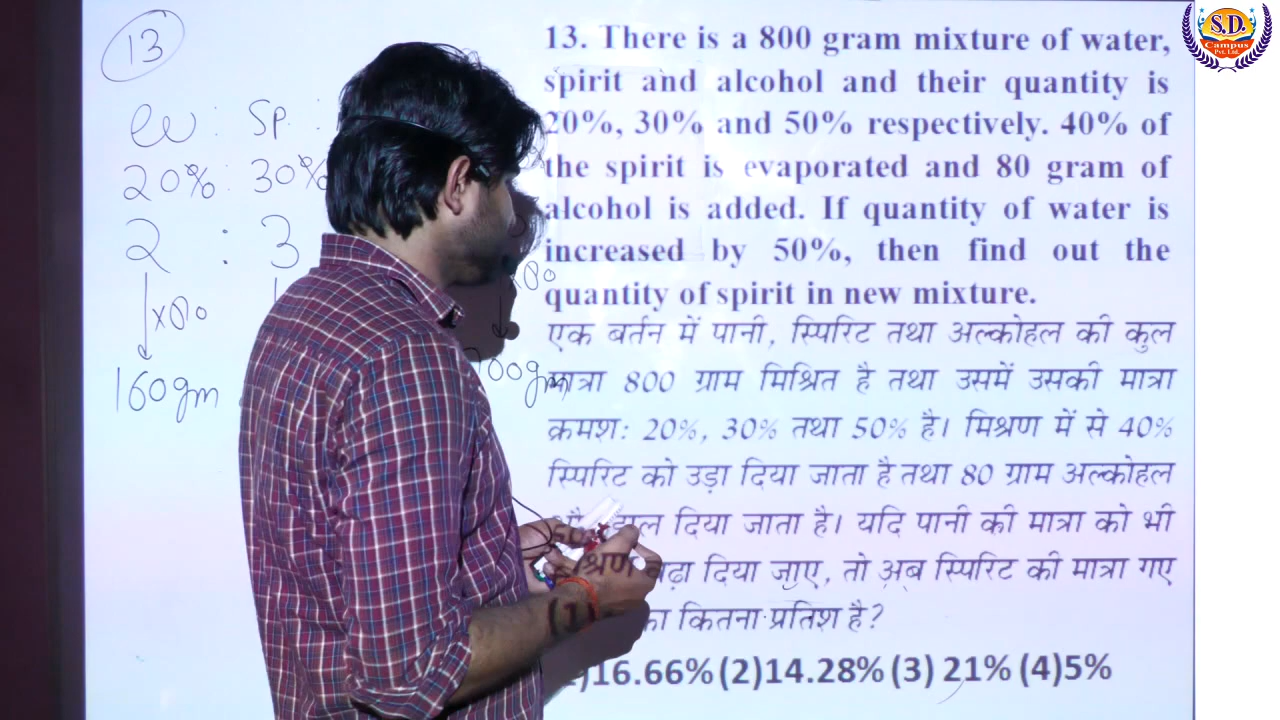 13
W : SP :
20% : 30%
2 : 3
×80
160gm
00gm
13. There is a 800 gram mixture of water,
spirit and alcohol and their quantity is
20%, 30% and 50% respectively. 40% of
the spirit is evaporated and 80 gram of
alcohol is added. If quantity of water is
increased by 50%, then find out the
quantity of spirit in new mixture.
एक बर्तन में पानी, स्पिरिट तथा अल्कोहल की कुल
मात्रा 800 ग्राम मिश्रित है तथा उसमें उसकी मात्रा
क्रमश: 20%, 30% तथा 50% है। मिश्रण में से 40%
स्पिरिट को उड़ा दिया जाता है तथा 80 ग्राम अल्कोहल
दिया जाता है। यदि पानी की मात्रा को भी
बढ़ा दिया जाए, तो अब स्पिरिट की मात्रा गए
का कितना प्रतिश है?
16.66% (2)14.28% (3) 21% (4)5%
S.D.
Campus
Pvt. Ltd.